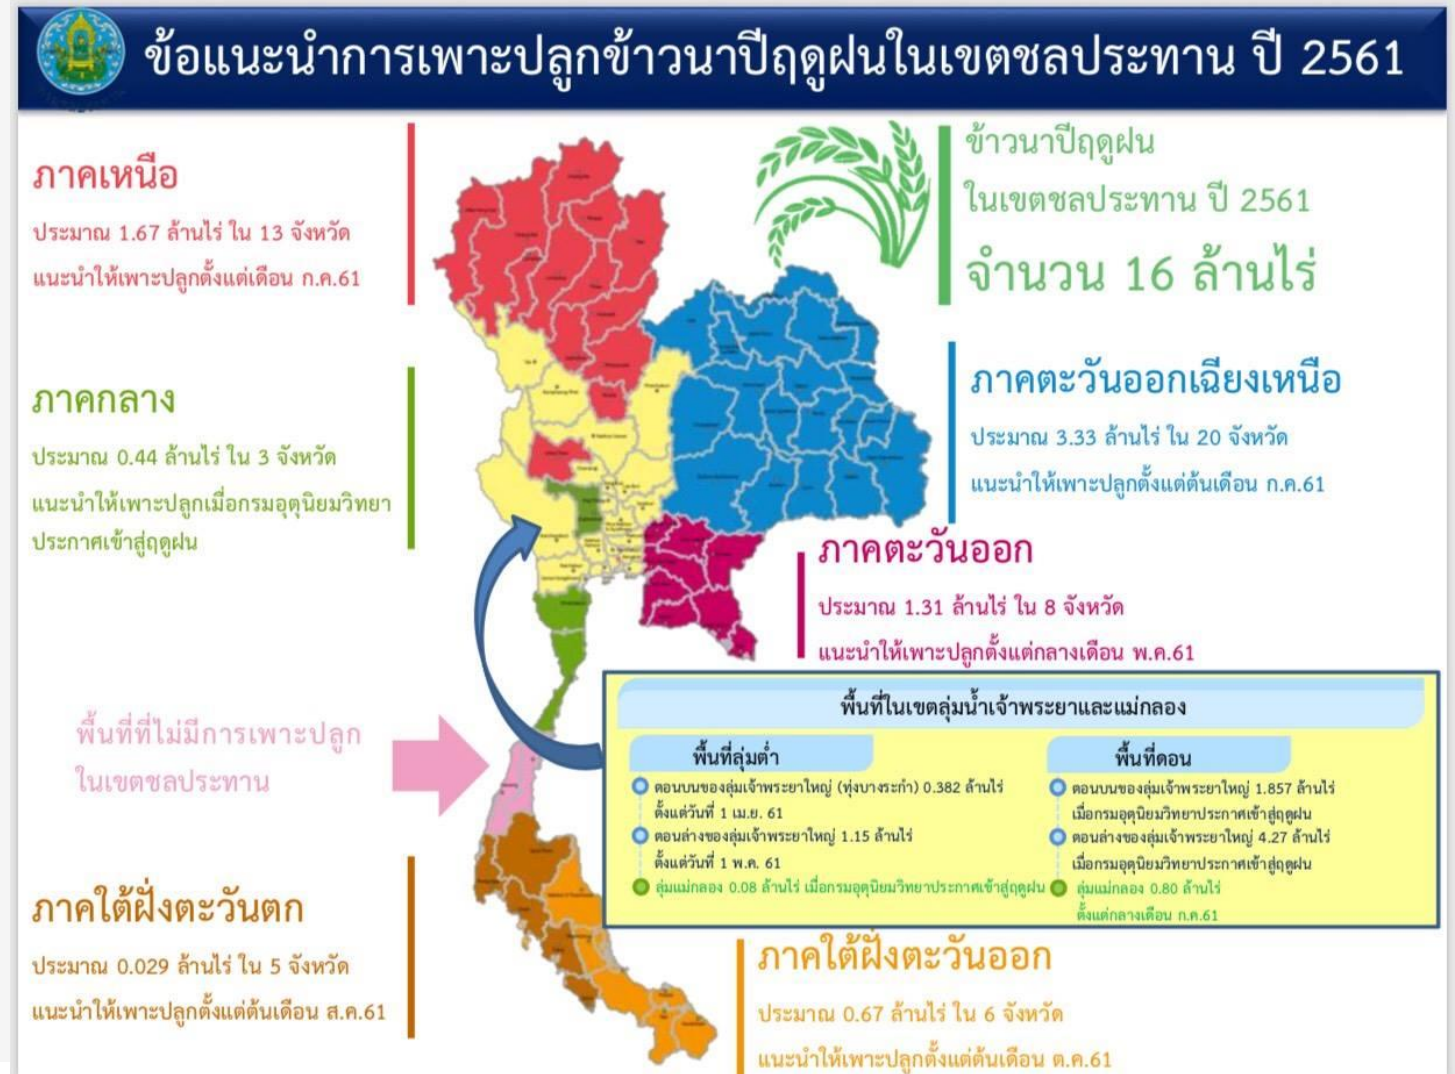 ข้อแนะนำการเพาะปลูกข้าวนาปีฤดูฝนในเขตชลประทาน ปี 2561
ภาคเหนือ
ประมาณ 1.67 ล้านไร่ ใน 13 จังหวัด
แนะนำให้เพาะปลูกตั้งแต่เดือน ก.ค.61
ข้าวนาปีฤดูฝน
ในเขตชลประทาน ปี 2561
จำนวน 16 ล้านไร่
ภาคกลาง
ประมาณ 0.44 ล้านไร่ ใน 3 จังหวัด
แนะนำให้เพาะปลูกเมื่อกรมอุตุนิยมวิทยา
ประกาศเข้าสู่ฤดูฝน
ภาคตะวันออกเฉียงเหนือ
ประมาณ 3.33 ล้านไร่ ใน 20 จังหวัด
แนะนำให้เพาะปลูกตั้งแต่ต้นเดือน ก.ค.61
ภาคตะวันออก
ประมาณ 1.31 ล้านไร่ ใน 8 จังหวัด
แนะนำให้เพาะปลูกตั้งแต่กลางเดือน พ.ค.61
พื้นที่ที่ไม่มีการเพาะปลูก
ในเขตชลประทาน
พื้นที่ในเขตลุ่มน้ำเจ้าพระยาและแม่กลอง
พื้นที่ลุ่มต่ำ
ตอนบนของลุ่มเจ้าพระยาใหญ่ (ทุ่งบางระกำ) 0.382 ล้านไร่
ตั้งแต่วันที่ 1 เม.ย. 61
ตอนล่างของลุ่มเจ้าพระยาใหญ่ 1.15 ล้านไร่
ตั้งแต่วันที่ 1 พ.ค. 61
ลุ่มแม่กลอง 0.08 ล้านไร่ เมื่อกรมอุตุนิยมวิทยาประกาศเข้าสู่ฤดูฝน
พื้นที่ดอน
ตอนบนของลุ่มเจ้าพระยาใหญ่ 1.857 ล้านไร่
เมื่อกรมอุตุนิยมวิทยาประกาศเข้าสู่ฤดูฝน
ตอนล่างของลุ่มเจ้าพระยาใหญ่ 4.27 ล้านไร่
เมื่อกรมอุตุนิยมวิทยาประกาศเข้าสู่ฤดูฝน
ลุ่มแม่กลอง 0.80 ล้านไร่
ตั้งแต่กลางเดือน ก.ค.61
ภาคใต้ฝั่งตะวันตก
ประมาณ 0.029 ล้านไร่ ใน 5 จังหวัด
แนะนำให้เพาะปลูกตั้งแต่ต้นเดือน ส.ค.61
ภาคใต้ฝั่งตะวันออก
ประมาณ 0.67 ล้านไร่ ใน 6 จังหวัด
แนะนำให้เพาะปลูกตั้งแต่ต้นเดือน ต.ค.61